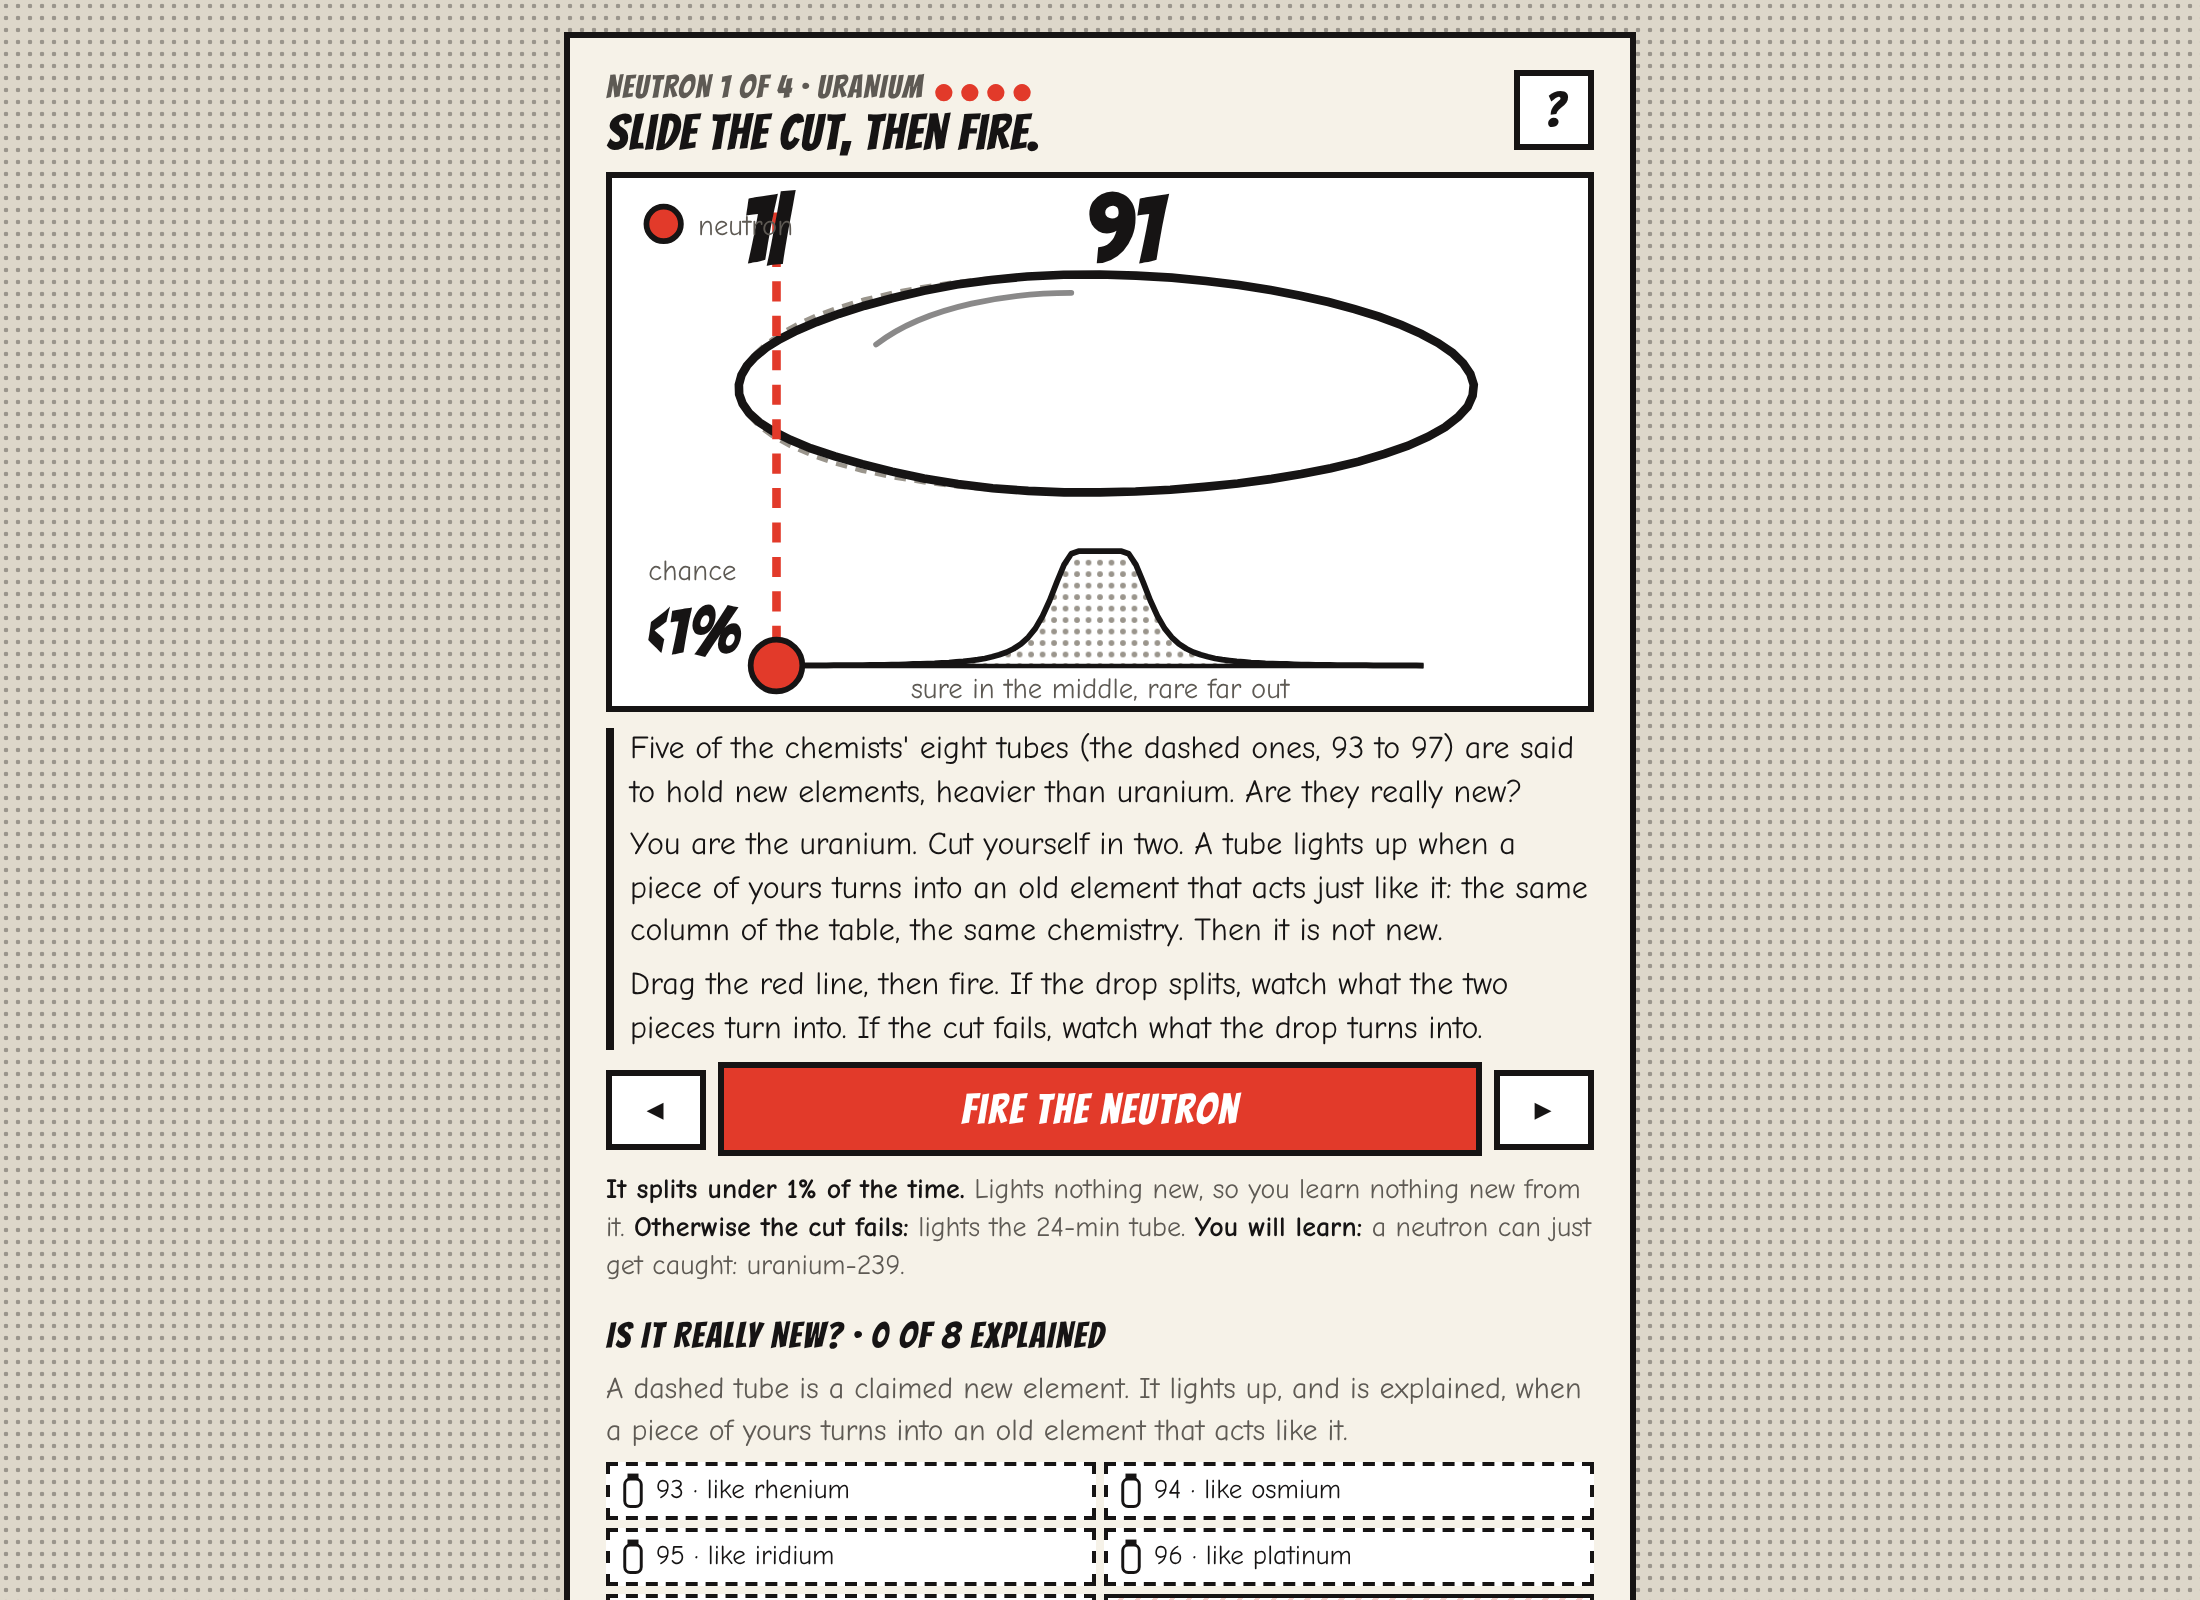 NEUTRON 1 OF 4 · URANIUM
SLIDE THE CUT, THEN FIRE.
?
neutron
1
91
chance
<1%
sure in the middle, rare far out
Five of the chemists' eight tubes (the dashed ones, 93 to 97) are said
to hold new elements, heavier than uranium. Are they really new?
You are the uranium. Cut yourself in two. A tube lights up when a
piece of yours turns into an old element that acts just like it: the same
column of the table, the same chemistry. Then it is not new.
Drag the red line, then fire. If the drop splits, watch what the two
pieces turn into. If the cut fails, watch what the drop turns into.
◄
FIRE THE NEUTRON
►
It splits under 1% of the time. Lights nothing new, so you learn nothing new from
it. Otherwise the cut fails: lights the 24-min tube. You will learn: a neutron can just
get caught: uranium-239.
IS IT REALLY NEW? · 0 OF 8 EXPLAINED
A dashed tube is a claimed new element. It lights up, and is explained, when
a piece of yours turns into an old element that acts like it.
93 · like rhenium
94 · like osmium
95 · like iridium
96 · like platinum